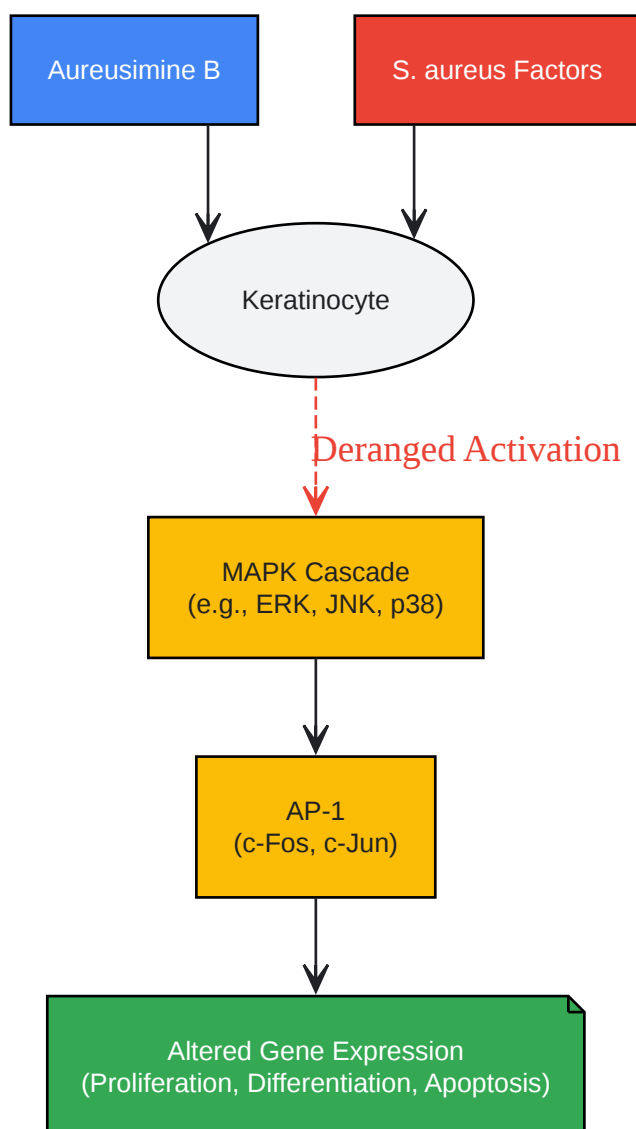 Aureusimine B
S. aureus Factors
Keratinocyte
Deranged Activation
MAPK Cascade
(e.g., ERK, JNK, p38)
AP-1
(c-Fos, c-Jun)
Altered Gene Expression
(Proliferation, Differentiation, Apoptosis)